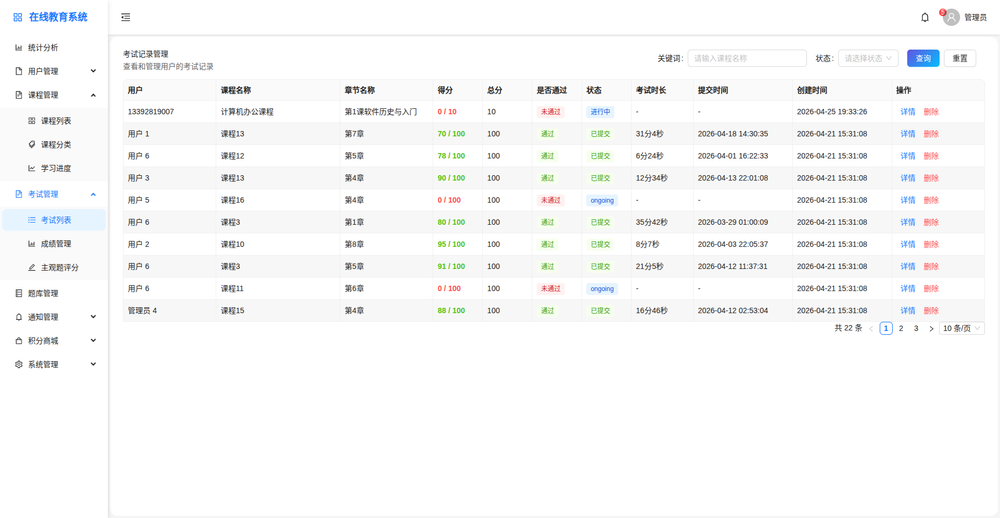 在线教育系统
5
管理员
统计分析
用户管理
课程管理
课程列表
课程分类
学习进度
考试管理
考试列表
成绩管理
主观题评分
题库管理
通知管理
积分商城
系统管理
考试记录管理
查看和管理用户的考试记录
关键词: 请输入课程名称 状态: 请选择状态 查询 重置
用户 课程名称 章节名称 得分 总分 是否通过 状态 考试时长 提交时间 创建时间 操作
13392819007 计算机办公课程 第1课软件历史与入门 0 / 10 10 未通过 进行中 - - 2026-04-25 19:33:26 详情 删除
用户 1 课程13 第7章 70 / 100 100 通过 已提交 31分4秒 2026-04-18 14:30:35 2026-04-21 15:31:08 详情 删除
用户 6 课程12 第5章 78 / 100 100 通过 已提交 6分24秒 2026-04-01 16:22:33 2026-04-21 15:31:08 详情 删除
用户 3 课程13 第4章 90 / 100 100 通过 已提交 12分34秒 2026-04-13 22:01:08 2026-04-21 15:31:08 详情 删除
用户 5 课程16 第4章 0 / 100 100 未通过 ongoing - - 2026-04-21 15:31:08 详情 删除
用户 6 课程3 第1章 80 / 100 100 通过 已提交 35分42秒 2026-03-29 01:00:09 2026-04-21 15:31:08 详情 删除
用户 2 课程10 第8章 95 / 100 100 通过 已提交 8分7秒 2026-04-03 22:05:37 2026-04-21 15:31:08 详情 删除
用户 6 课程3 第5章 91 / 100 100 通过 已提交 21分5秒 2026-04-12 11:37:31 2026-04-21 15:31:08 详情 删除
用户 6 课程11 第6章 0 / 100 100 未通过 ongoing - - 2026-04-21 15:31:08 详情 删除
管理员 4 课程15 第4章 88 / 100 100 通过 已提交 16分46秒 2026-04-12 02:53:04 2026-04-21 15:31:08 详情 删除
共 22 条 1 2 3 10 条/页